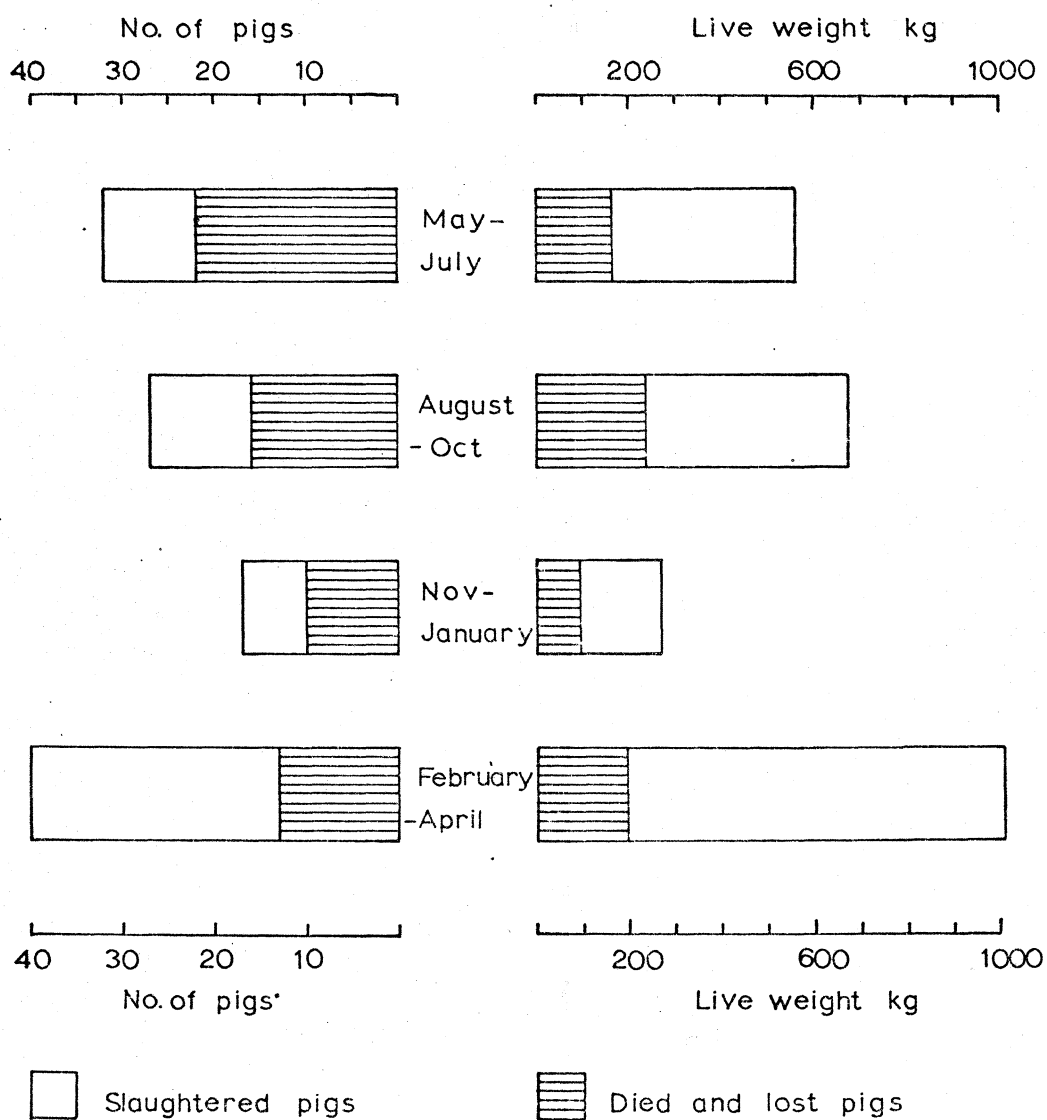 No. of pigs
Live weight kg
40 30 20 10
200 600 1000
May-
July
August
-Oct
Nov-
January
February
-April
40 30 20 10
200 600 1000
No. of pigs
Live weight kg
Slaughtered pigs
Died and lost pigs